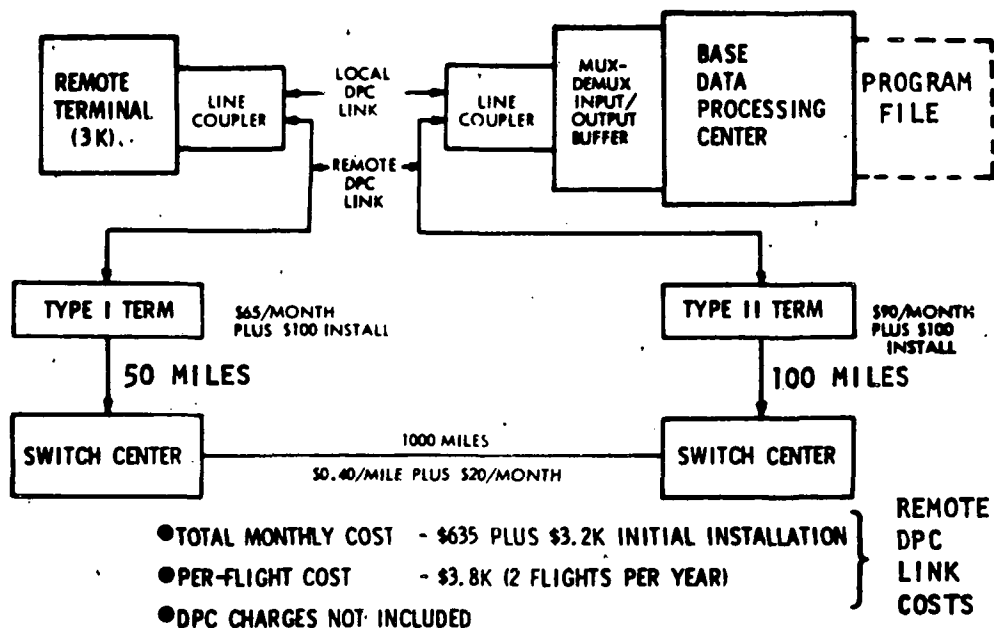 REMOTE
TERMINAL
(3K).
LINE
COUPLER
LOCAL
DPC
LINK
REMOTE
DPC
LINK
LINE
COUPLER
MUX-
DEMUX
INPUT/
OUTPUT
BUFFER
BASE
DATA
PROCESSING
CENTER
PROGRAM
FILE
TYPE I TERM
$65/MONTH
PLUS $100 INSTALL
TYPE II TERM
$90/MONTH
PLUS $100
INSTALL
50 MILES
100 MILES
SWITCH CENTER
1000 MILES
$0.40/MILE PLUS $20/MONTH
SWITCH CENTER
●TOTAL MONTHLY COST - $635 PLUS $3.2K INITIAL INSTALLATION
●PER-FLIGHT COST - $3.8K (2 FLIGHTS PER YEAR)
●DPC CHARGES NOT INCLUDED
REMOTE
DPC
LINK
COSTS